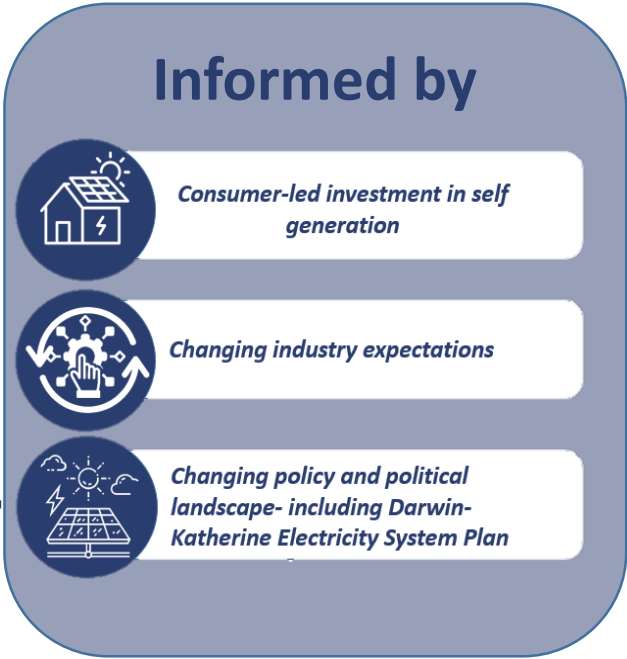 Informed by
Consumer-led investment in self
generation
Changing industry expectations
Changing policy and political
landscape- including Darwin-
Katherine Electricity System Plan